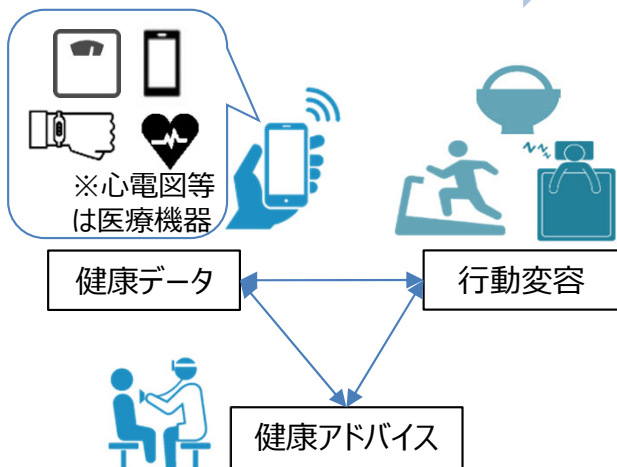 ※心電図等
は医療機器
健康データ
行動変容
健康アドバイス